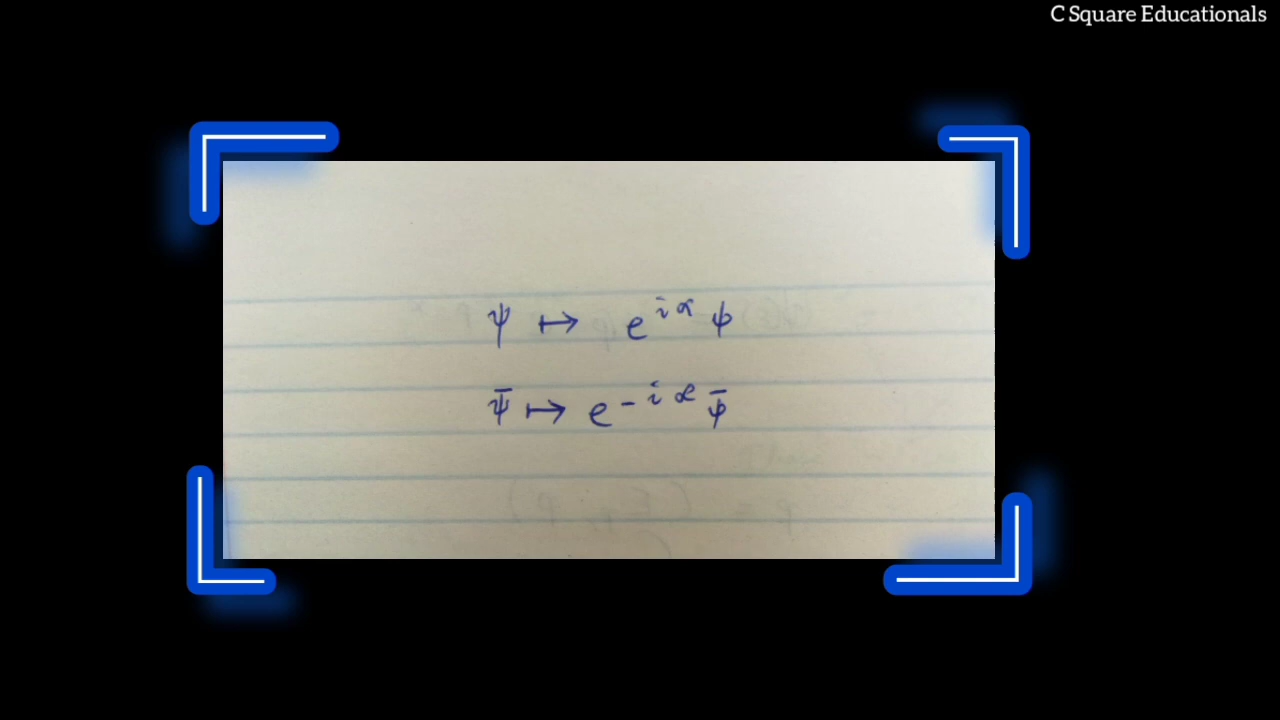 C Square Educationals
ψ ↦ e^{iα} ψ
ψ̄ ↦ e^{-iα} ψ̄